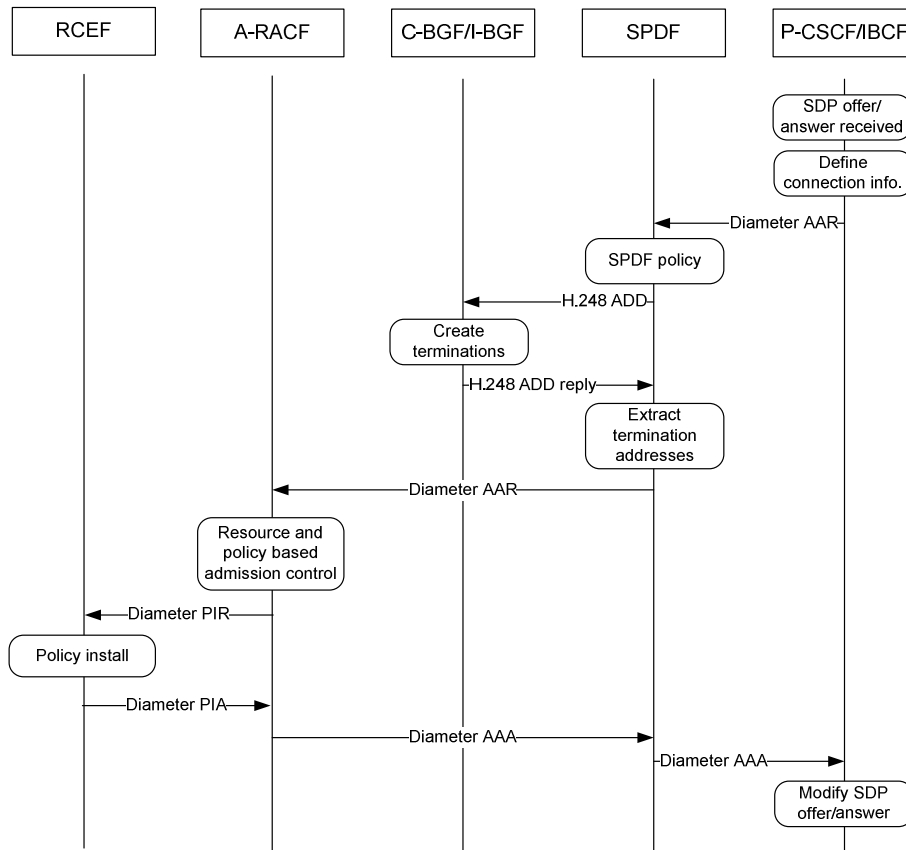 RCEF
A-RACF
C-BGF/I-BGF
SPDF
P-CSCF/IBCF
SDP offer/
answer received
Define
connection info.
Diameter AAR
SPDF policy
H.248 ADD
Create
terminations
H.248 ADD reply
Extract
termination
addresses
Diameter AAR
Resource and
policy based
admission control
Diameter PIR
Policy install
Diameter PIA
Diameter AAA
Diameter AAA
Modify SDP
offer/answer